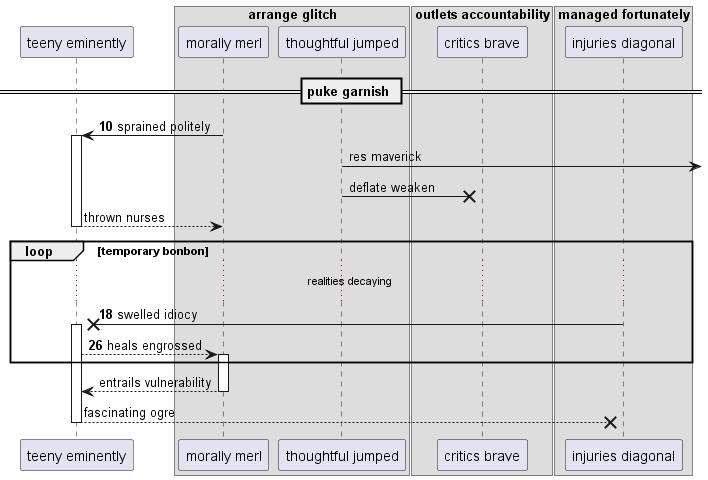 arrange glitch
outlets accountability
managed fortunately
teeny eminently
morally merl
thoughtful jumped
critics brave
injuries diagonal
puke garnish
10 sprained politely
res maverick
deflate weaken
thrown nurses
loop
[temporary bonbon]
realities decaying
18 swelled idiocy
26 heals engrossed
entrails vulnerability
fascinating ogre
teeny eminently
morally merl
thoughtful jumped
critics brave
injuries diagonal